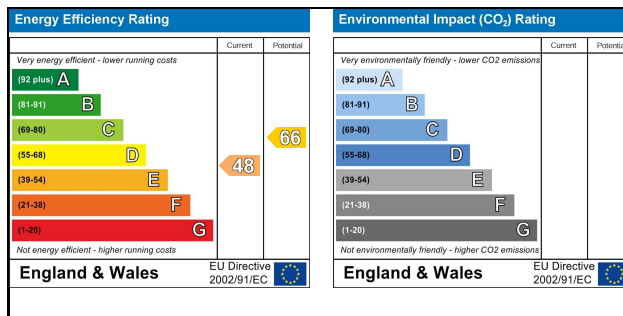 Energy Efficiency Rating
Current
Potential
Very energy efficient - lower running costs
(92 plus) A
(81-91) B
(69-80) C
(55-68) D
(39-54) E
(21-38) F
(1-20) G
48
66
Not energy efficient - higher running costs
England & Wales
EU Directive
2002/91/EC
Environmental Impact (CO₂) Rating
Current
Potential
Very environmentally friendly - lower CO2 emissions
(92 plus) A
(81-91) B
(69-80) C
(55-68) D
(39-54) E
(21-38) F
(1-20) G
Not environmentally friendly - higher CO2 emissions
England & Wales
EU Directive
2002/91/EC